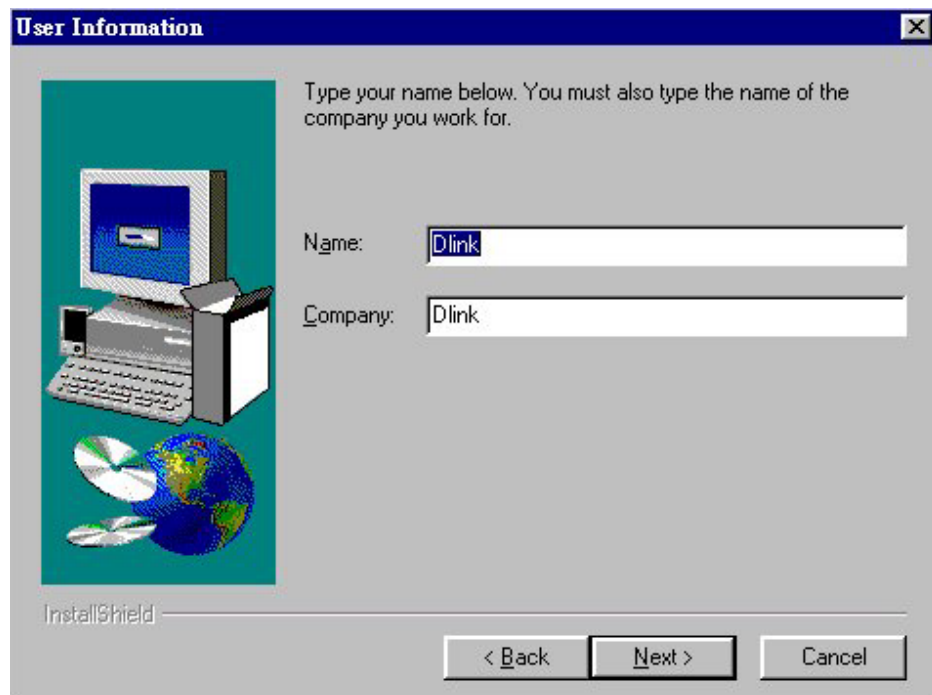 User Information
Type your name below. You must also type the name of the
company you work for.
Name: Dlink
Company: Dlink
InstallShield
< Back Next > Cancel